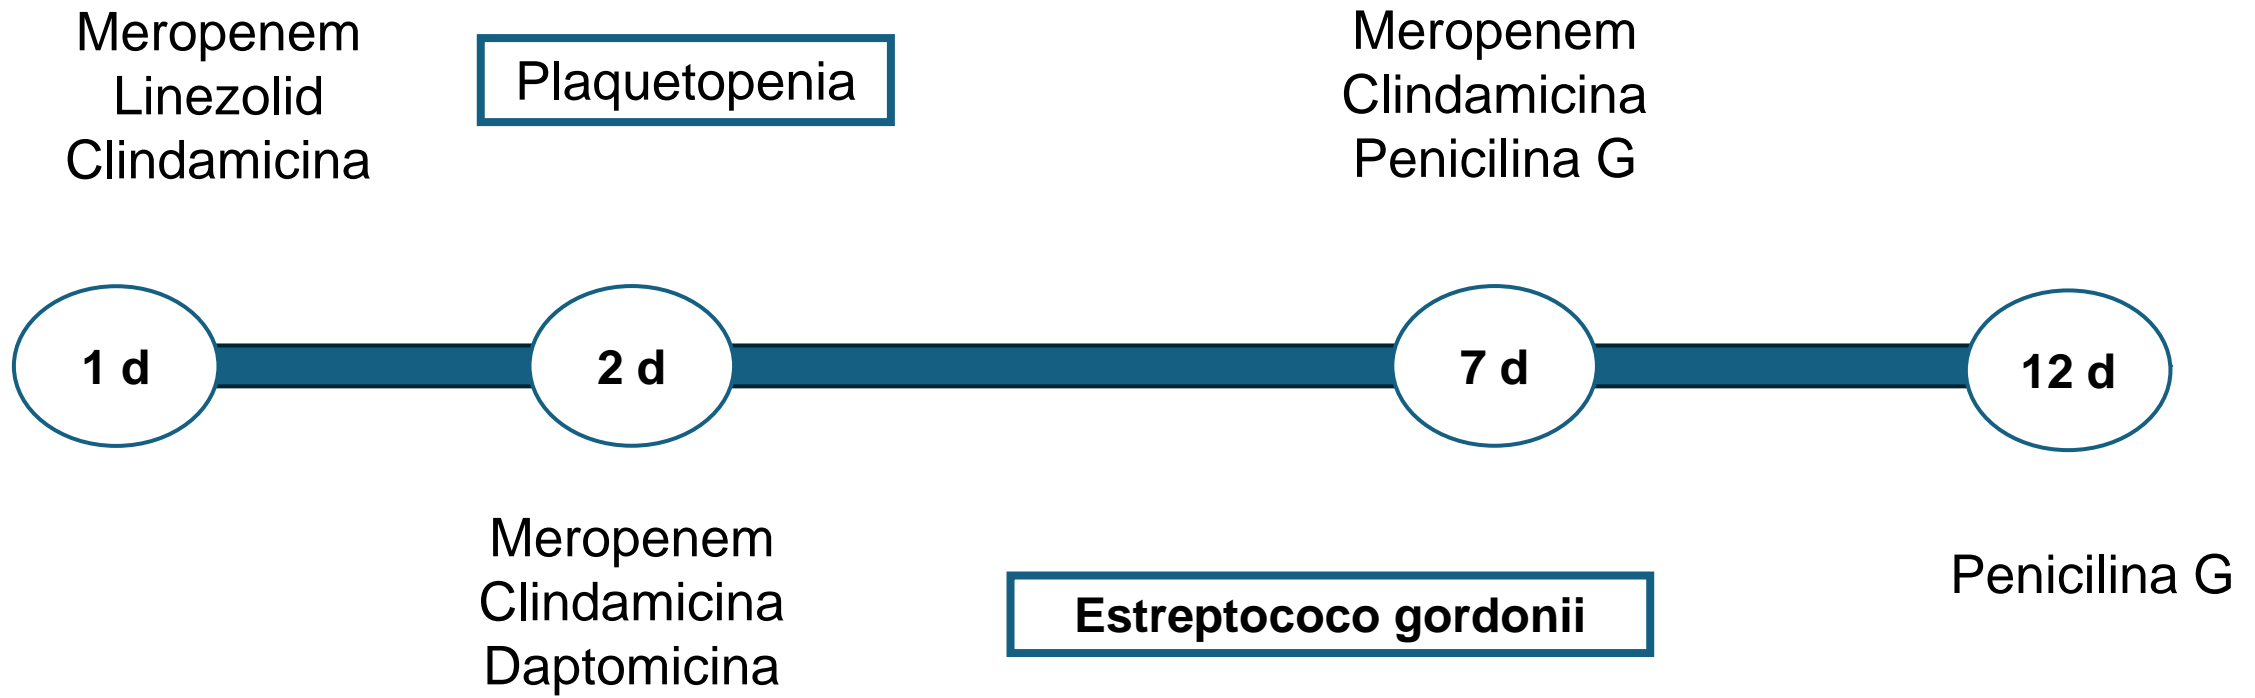 Meropenem
Linezolid
Clindamicina
Plaquetopenia
Meropenem
Clindamicina
Penicilina G
1 d
2 d
7 d
12 d
Meropenem
Clindamicina
Daptomicina
Estreptococo gordonii
Penicilina G